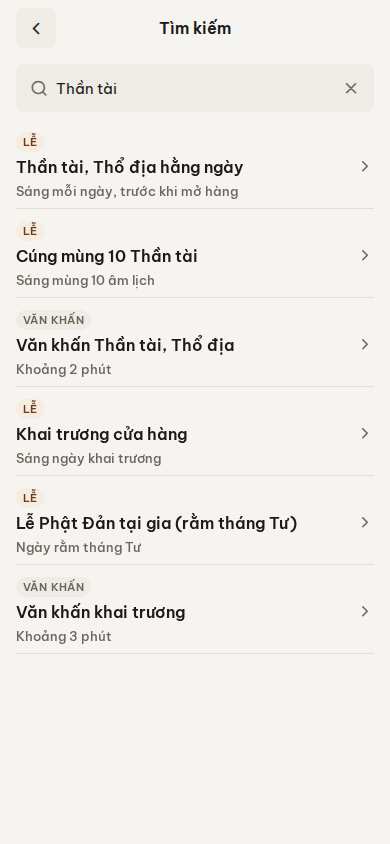 Tìm kiếm
Thần tài
LỄ
Thần tài, Thổ địa hằng ngày
Sáng mỗi ngày, trước khi mở hàng
LỄ
Cúng mùng 10 Thần tài
Sáng mùng 10 âm lịch
VĂN KHẤN
Văn khấn Thần tài, Thổ địa
Khoảng 2 phút
LỄ
Khai trương cửa hàng
Sáng ngày khai trương
LỄ
Lễ Phật Đản tại gia (rằm tháng Tư)
Ngày rằm tháng Tư
VĂN KHẤN
Văn khấn khai trương
Khoảng 3 phút